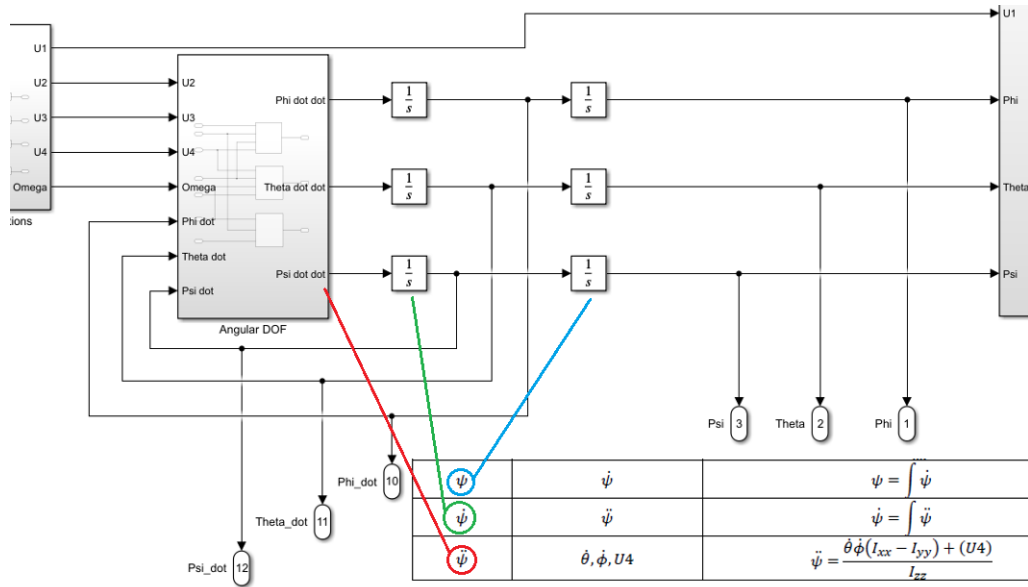 U1
U1
U2
U2
Phi dot dot
1/s
1/s
Phi
U3
U3
U4
U4
Omega
Omega
Theta dot dot
1/s
1/s
Theta
tions
Phi dot
Theta dot
Psi dot dot
1/s
1/s
Psi
Psi dot
Angular DOF
Psi 3
Theta 2
Phi 1
Phi_dot 10
Theta_dot 11
Psi_dot 12
ψ ψ̇ ψ = ∫ ψ̇
ψ̇ ψ̈ ψ̇ = ∫ ψ̈
ψ̈ θ̇, ϕ̇, U4 ψ̈ = θ̇ϕ̇(Ixx − Iyy) + (U4) / Izz